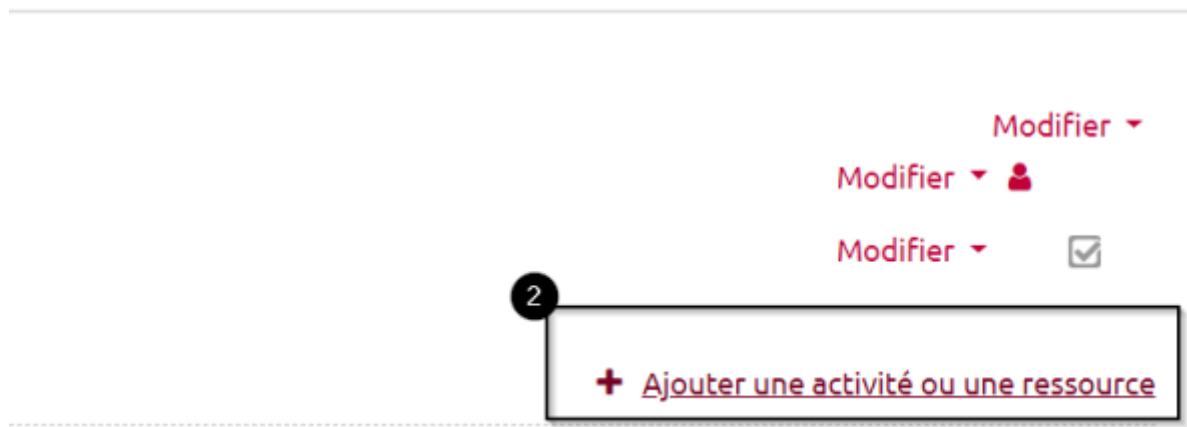 Modifier
Modifier
Modifier
2
Ajouter une activité ou une ressource